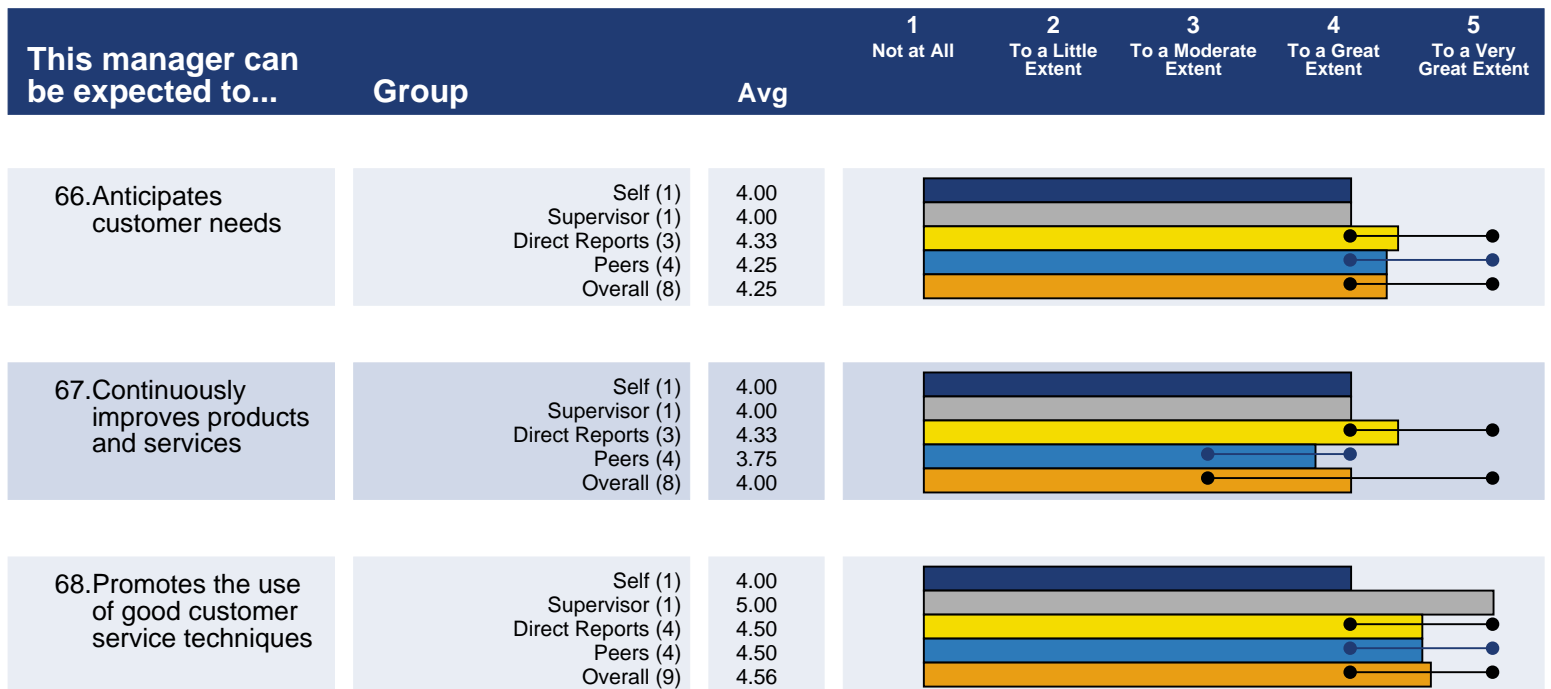 This manager can
be expected to...
Group
Avg
1
Not at All
2
To a Little
Extent
3
To a Moderate
Extent
4
To a Great
Extent
5
To a Very
Great Extent
66.Anticipates
customer needs
Self (1) 4.00
Supervisor (1) 4.00
Direct Reports (3) 4.33
Peers (4) 4.25
Overall (8) 4.25
67.Continuously
improves products
and services
Self (1) 4.00
Supervisor (1) 4.00
Direct Reports (3) 4.33
Peers (4) 3.75
Overall (8) 4.00
68.Promotes the use
of good customer
service techniques
Self (1) 4.00
Supervisor (1) 5.00
Direct Reports (4) 4.50
Peers (4) 4.50
Overall (9) 4.56